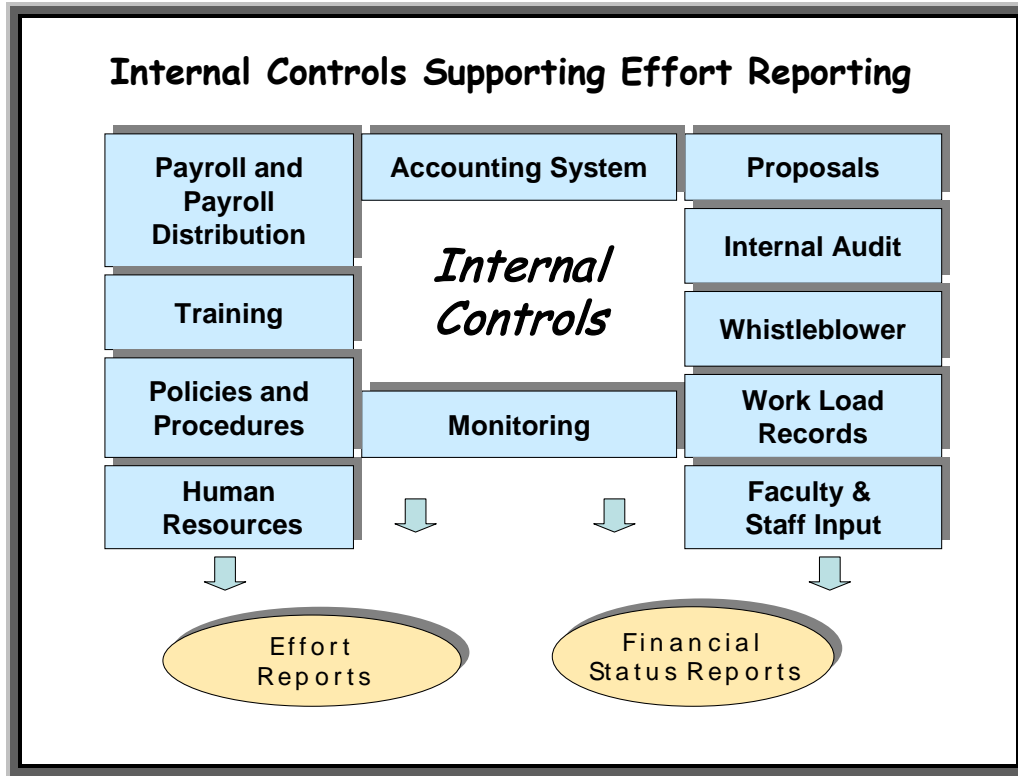 Internal Controls Supporting Effort Reporting
Payroll and
Payroll
Distribution
Training
Policies and
Procedures
Human
Resources
Accounting System
Internal
Controls
Monitoring
Proposals
Internal Audit
Whistleblower
Work Load
Records
Faculty &
Staff Input
Effort
Reports
Financial
Status Reports